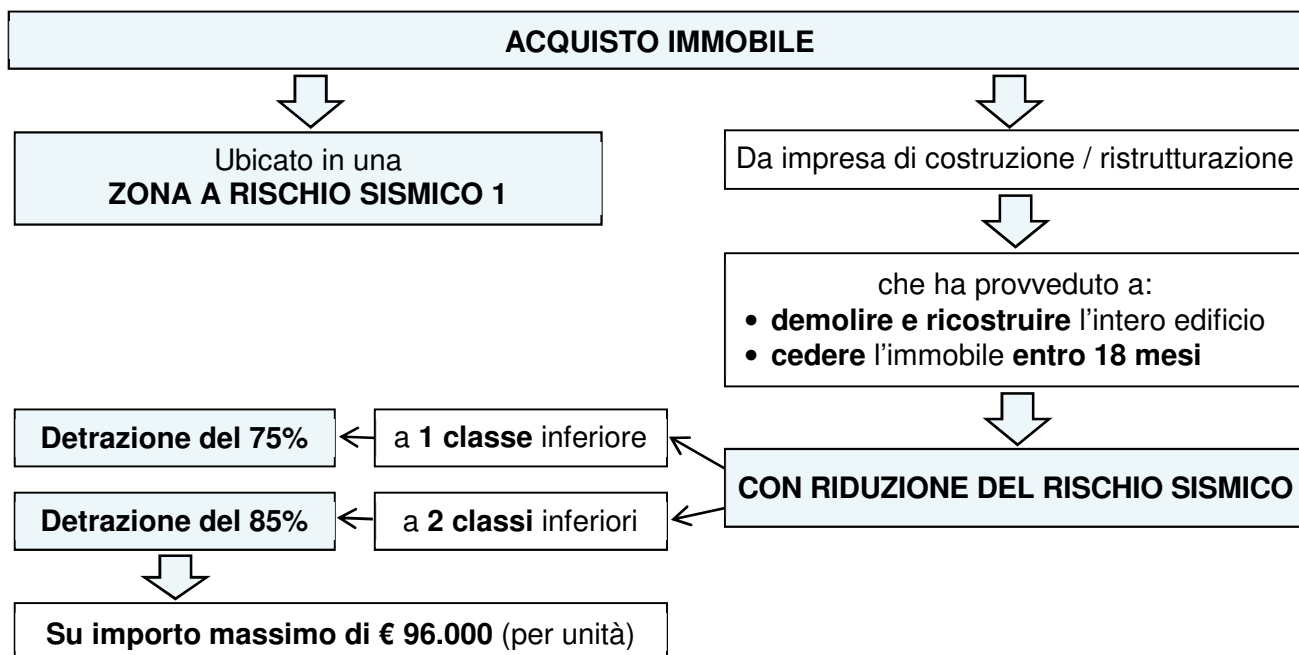 ACQUISTO IMMOBILE
Ubicato in una
ZONA A RISCHIO SISMICO 1
Da impresa di costruzione / ristrutturazione
che ha provveduto a:
• demolire e ricostruire l'intero edificio
• cedere l'immobile entro 18 mesi
CON RIDUZIONE DEL RISCHIO SISMICO
a 1 classe inferiore
Detrazione del 75%
a 2 classi inferiori
Detrazione del 85%
Su importo massimo di € 96.000 (per unità)